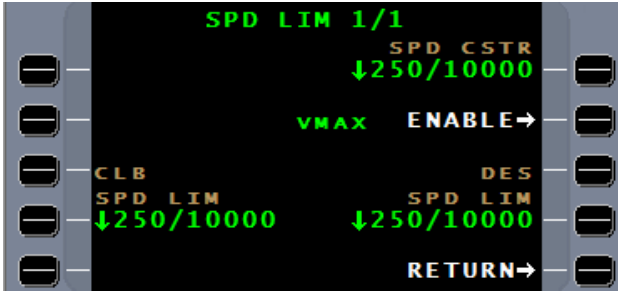 SPD LIM 1/1
SPD CSTR
↓250/10000
VMAX ENABLE→
CLB DES
SPD LIM SPD LIM
↓250/10000 ↓250/10000
RETURN→